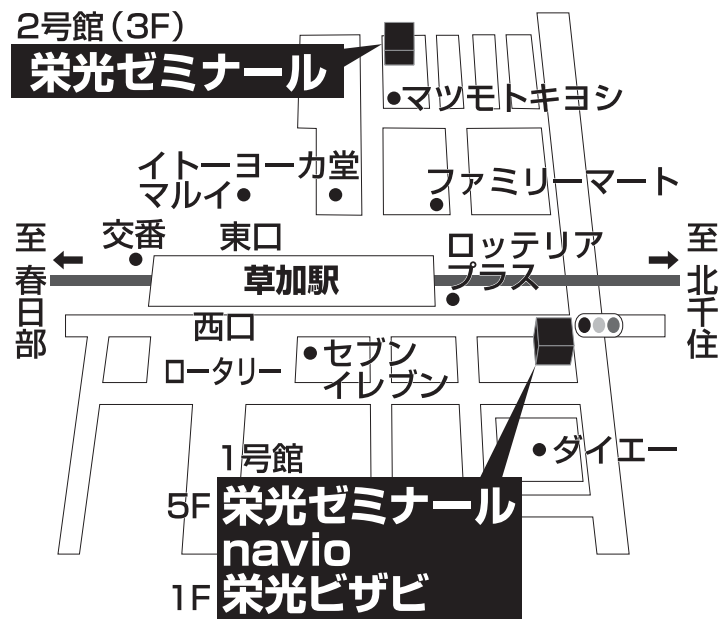 2号館(3F)
栄光ゼミナール
マツモトキヨシ
イトーヨーカ堂
マルイ
ファミリーマート
至
春日部
交番
東口
ロッテリア
プラス
至
北千住
草加駅
西口
ロータリー
セブン
イレブン
ダイエー
1号館
5F 栄光ゼミナール
navio
1F 栄光ビザビ